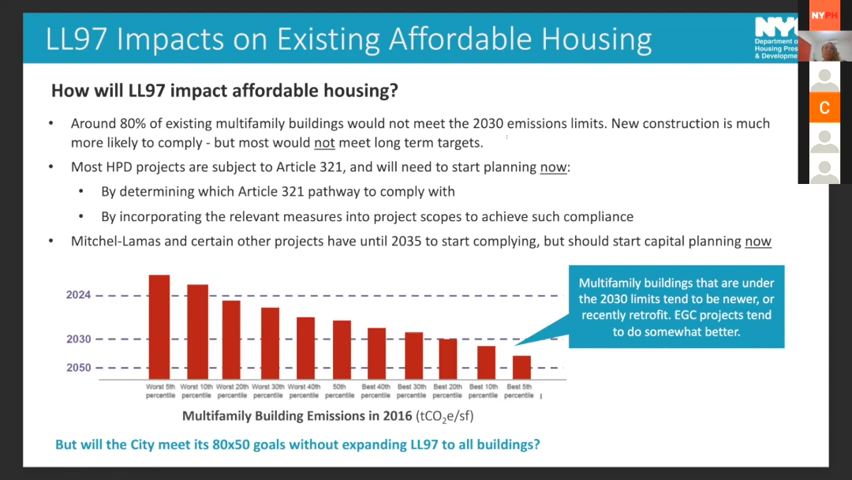 LL97 Impacts on Existing Affordable Housing
NYC
Department of
Housing Pres
& Developme
NYPH
C
How will LL97 impact affordable housing?
• Around 80% of existing multifamily buildings would not meet the 2030 emissions limits. New construction is much
more likely to comply - but most would not meet long term targets.
• Most HPD projects are subject to Article 321, and will need to start planning now:
• By determining which Article 321 pathway to comply with
• By incorporating the relevant measures into project scopes to achieve such compliance
• Mitchel-Lamas and certain other projects have until 2035 to start complying, but should start capital planning now
Multifamily buildings that are under
the 2030 limits tend to be newer, or
recently retrofit. EGC projects tend
to do somewhat better.
2024
2030
2050
Worst 5th percentile
Worst 10th percentile
Worst 20th percentile
Worst 30th percentile
Worst 40th percentile
50th percentile
Best 40th percentile
Best 30th percentile
Best 20th percentile
Best 10th percentile
Best 5th percentile
Multifamily Building Emissions in 2016 (tCO₂e/sf)
But will the City meet its 80x50 goals without expanding LL97 to all buildings?